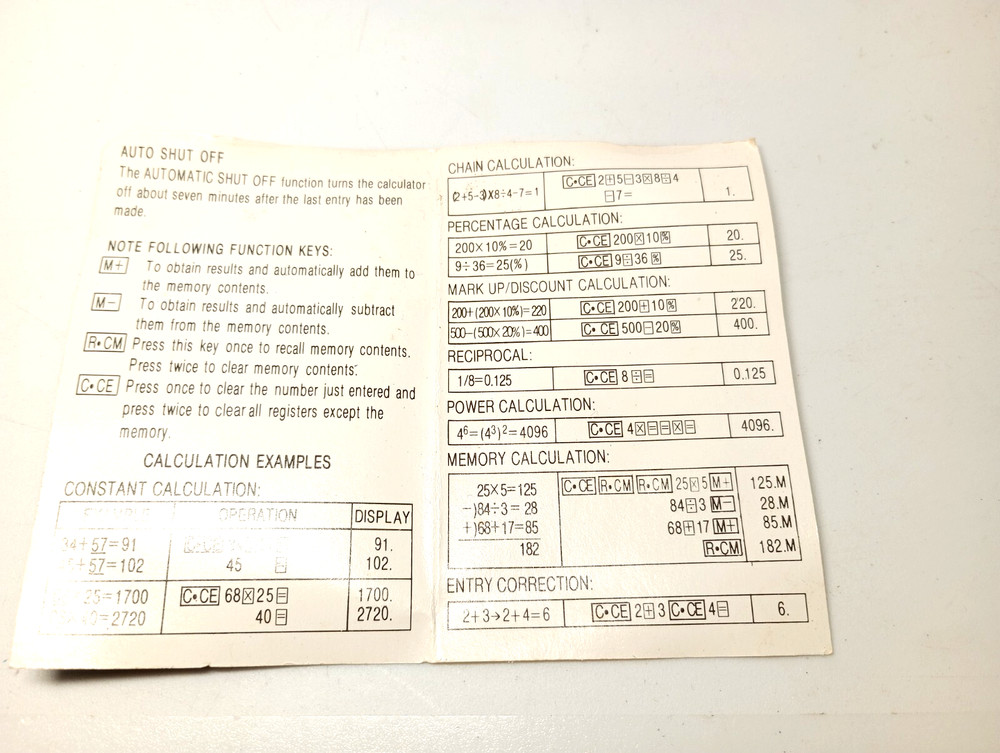 AUTO SHUT OFF
The AUTOMATIC SHUT OFF function turns the calculator
off about seven minutes after the last entry has been
made.
NOTE FOLLOWING FUNCTION KEYS:
M+ To obtain results and automatically add them to
the memory contents.
M− To obtain results and automatically subtract
them from the memory contents.
R•CM Press this key once to recall memory contents.
Press twice to clear memory contents.
C•CE Press once to clear the number just entered and
press twice to clear all registers except the
memory.
CALCULATION EXAMPLES
CONSTANT CALCULATION:
OPERATION DISPLAY
34+57=91 91.
+57=102 45 = 102.
=1700 C•CE 68×25= 1700.
=2720 40= 2720.
CHAIN CALCULATION:
(2+5−3)X8÷4−7=1 C•CE 2+5−3×8÷4 1.
−7=
PERCENTAGE CALCULATION:
200×10%=20 C•CE 200×10% 20.
9÷36=25(%) C•CE 9÷36% 25.
MARK UP/DISCOUNT CALCULATION:
200+(200×10%)=220 C•CE 200+10% 220.
500−(500×20%)=400 C•CE 500−20% 400.
RECIPROCAL:
1/8=0.125 C•CE 8÷= 0.125
POWER CALCULATION:
4⁶=(4³)²=4096 C•CE 4×==×= 4096.
MEMORY CALCULATION:
25×5=125 C•CE R•CM R•CM 25×5 M+ 125.M
−)84÷3=28 84÷3 M− 28.M
+)68+17=85 68+17 M+ 85.M
182 R•CM 182.M
ENTRY CORRECTION:
2+3→2+4=6 C•CE 2+3 C•CE 4= 6.